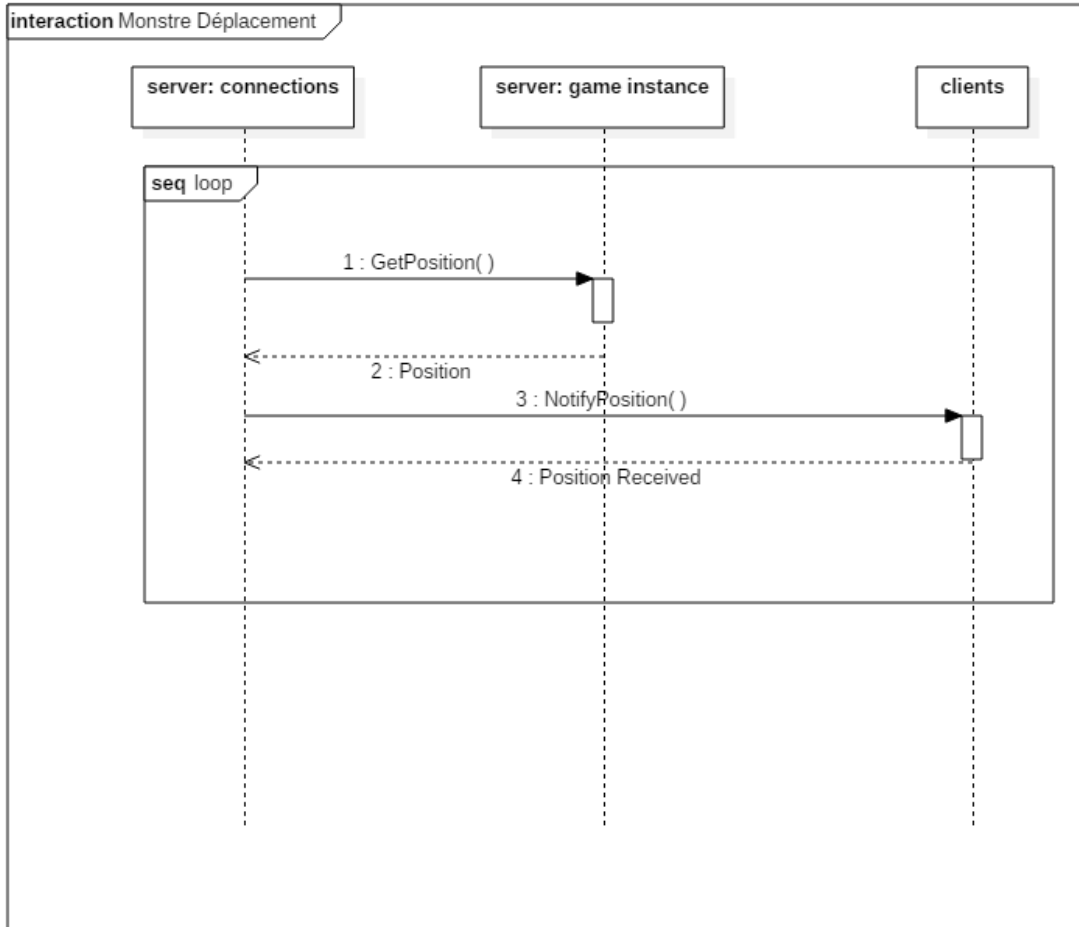 interaction Monstre Déplacement
server: connections
server: game instance
clients
seq loop
1 : GetPosition( )
2 : Position
3 : NotifyPosition( )
4 : Position Received